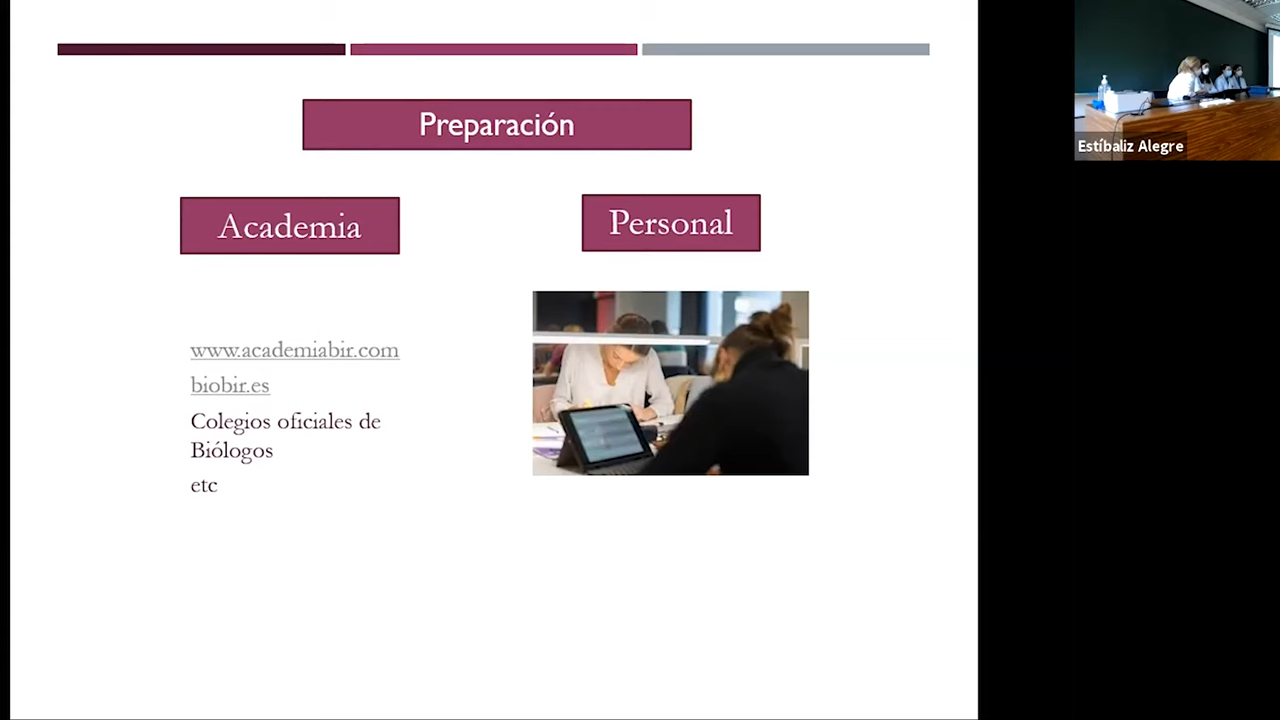 Preparación
Academia
Personal
www.academiabir.com
biobir.es
Colegios oficiales de
Biólogos
etc
Estíbaliz Alegre